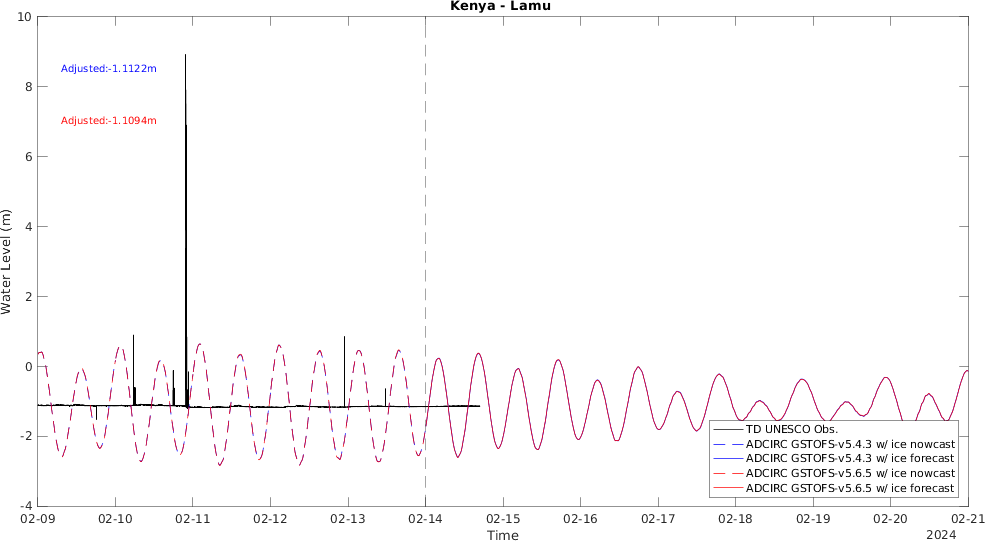 Kenya - Lamu
10
8
6
4
2
0
-2
-4
Water Level (m)
Adjusted:-1.1122m
Adjusted:-1.1094m
TD UNESCO Obs.
ADCIRC GSTOFS-v5.4.3 w/ ice nowcast
ADCIRC GSTOFS-v5.4.3 w/ ice forecast
ADCIRC GSTOFS-v5.6.5 w/ ice nowcast
ADCIRC GSTOFS-v5.6.5 w/ ice forecast
02-09 02-10 02-11 02-12 02-13 02-14 02-15 02-16 02-17 02-18 02-19 02-20 02-21
Time
2024